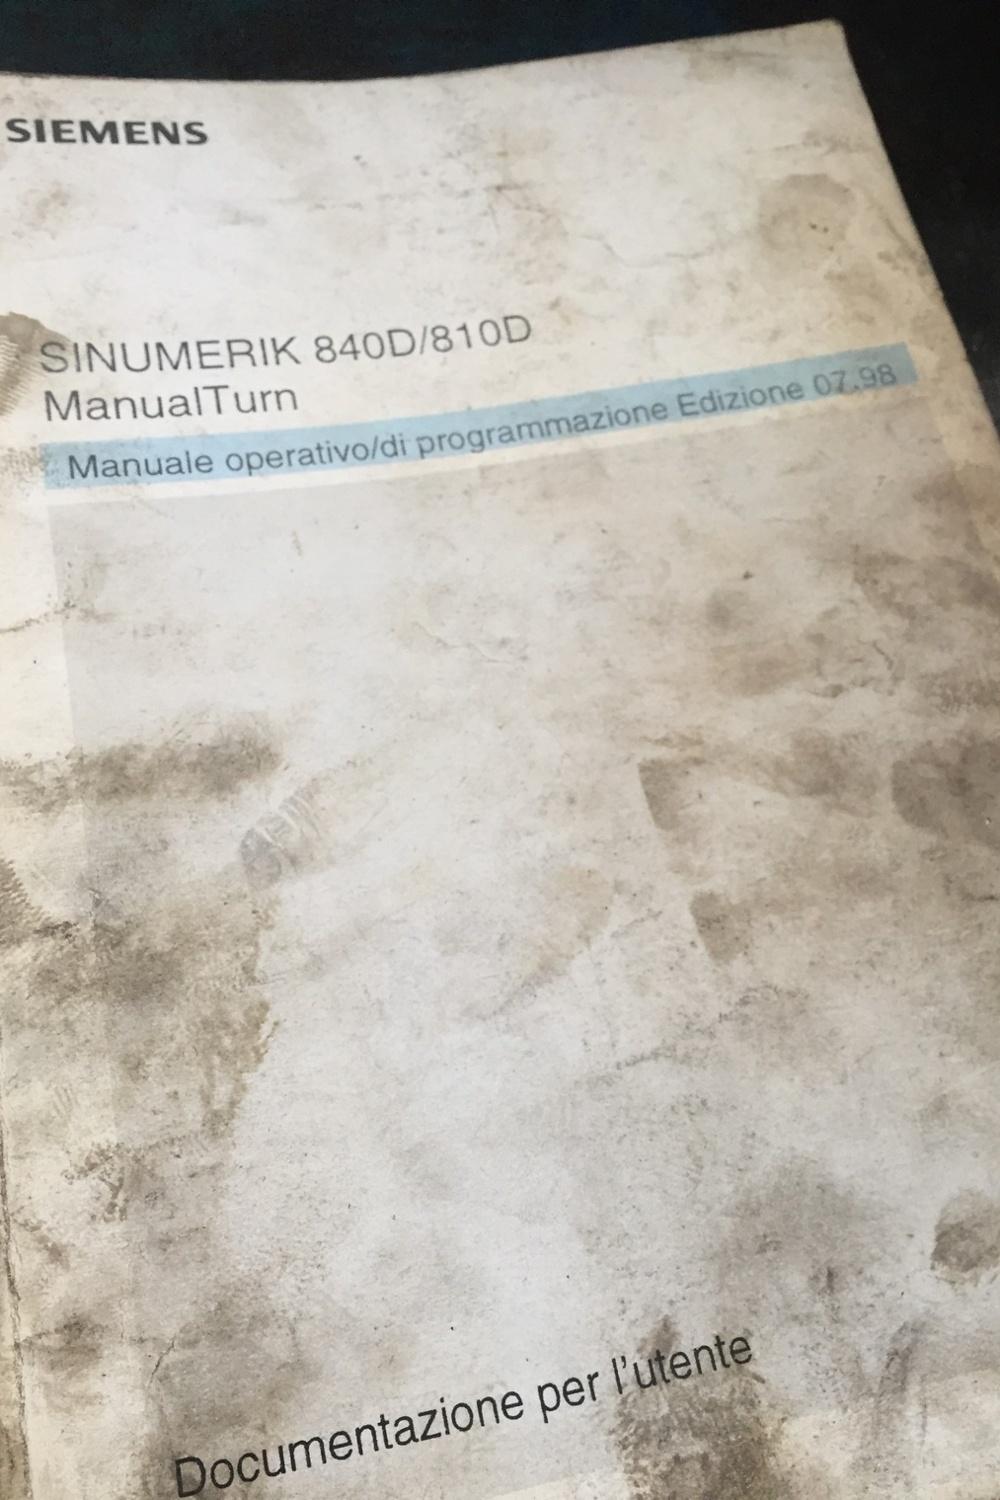 SIEMENS
SINUMERIK 840D/810D
ManualTurn
Manuale operativo/di programmazione Edizione 07.98
Documentazione per l'utente